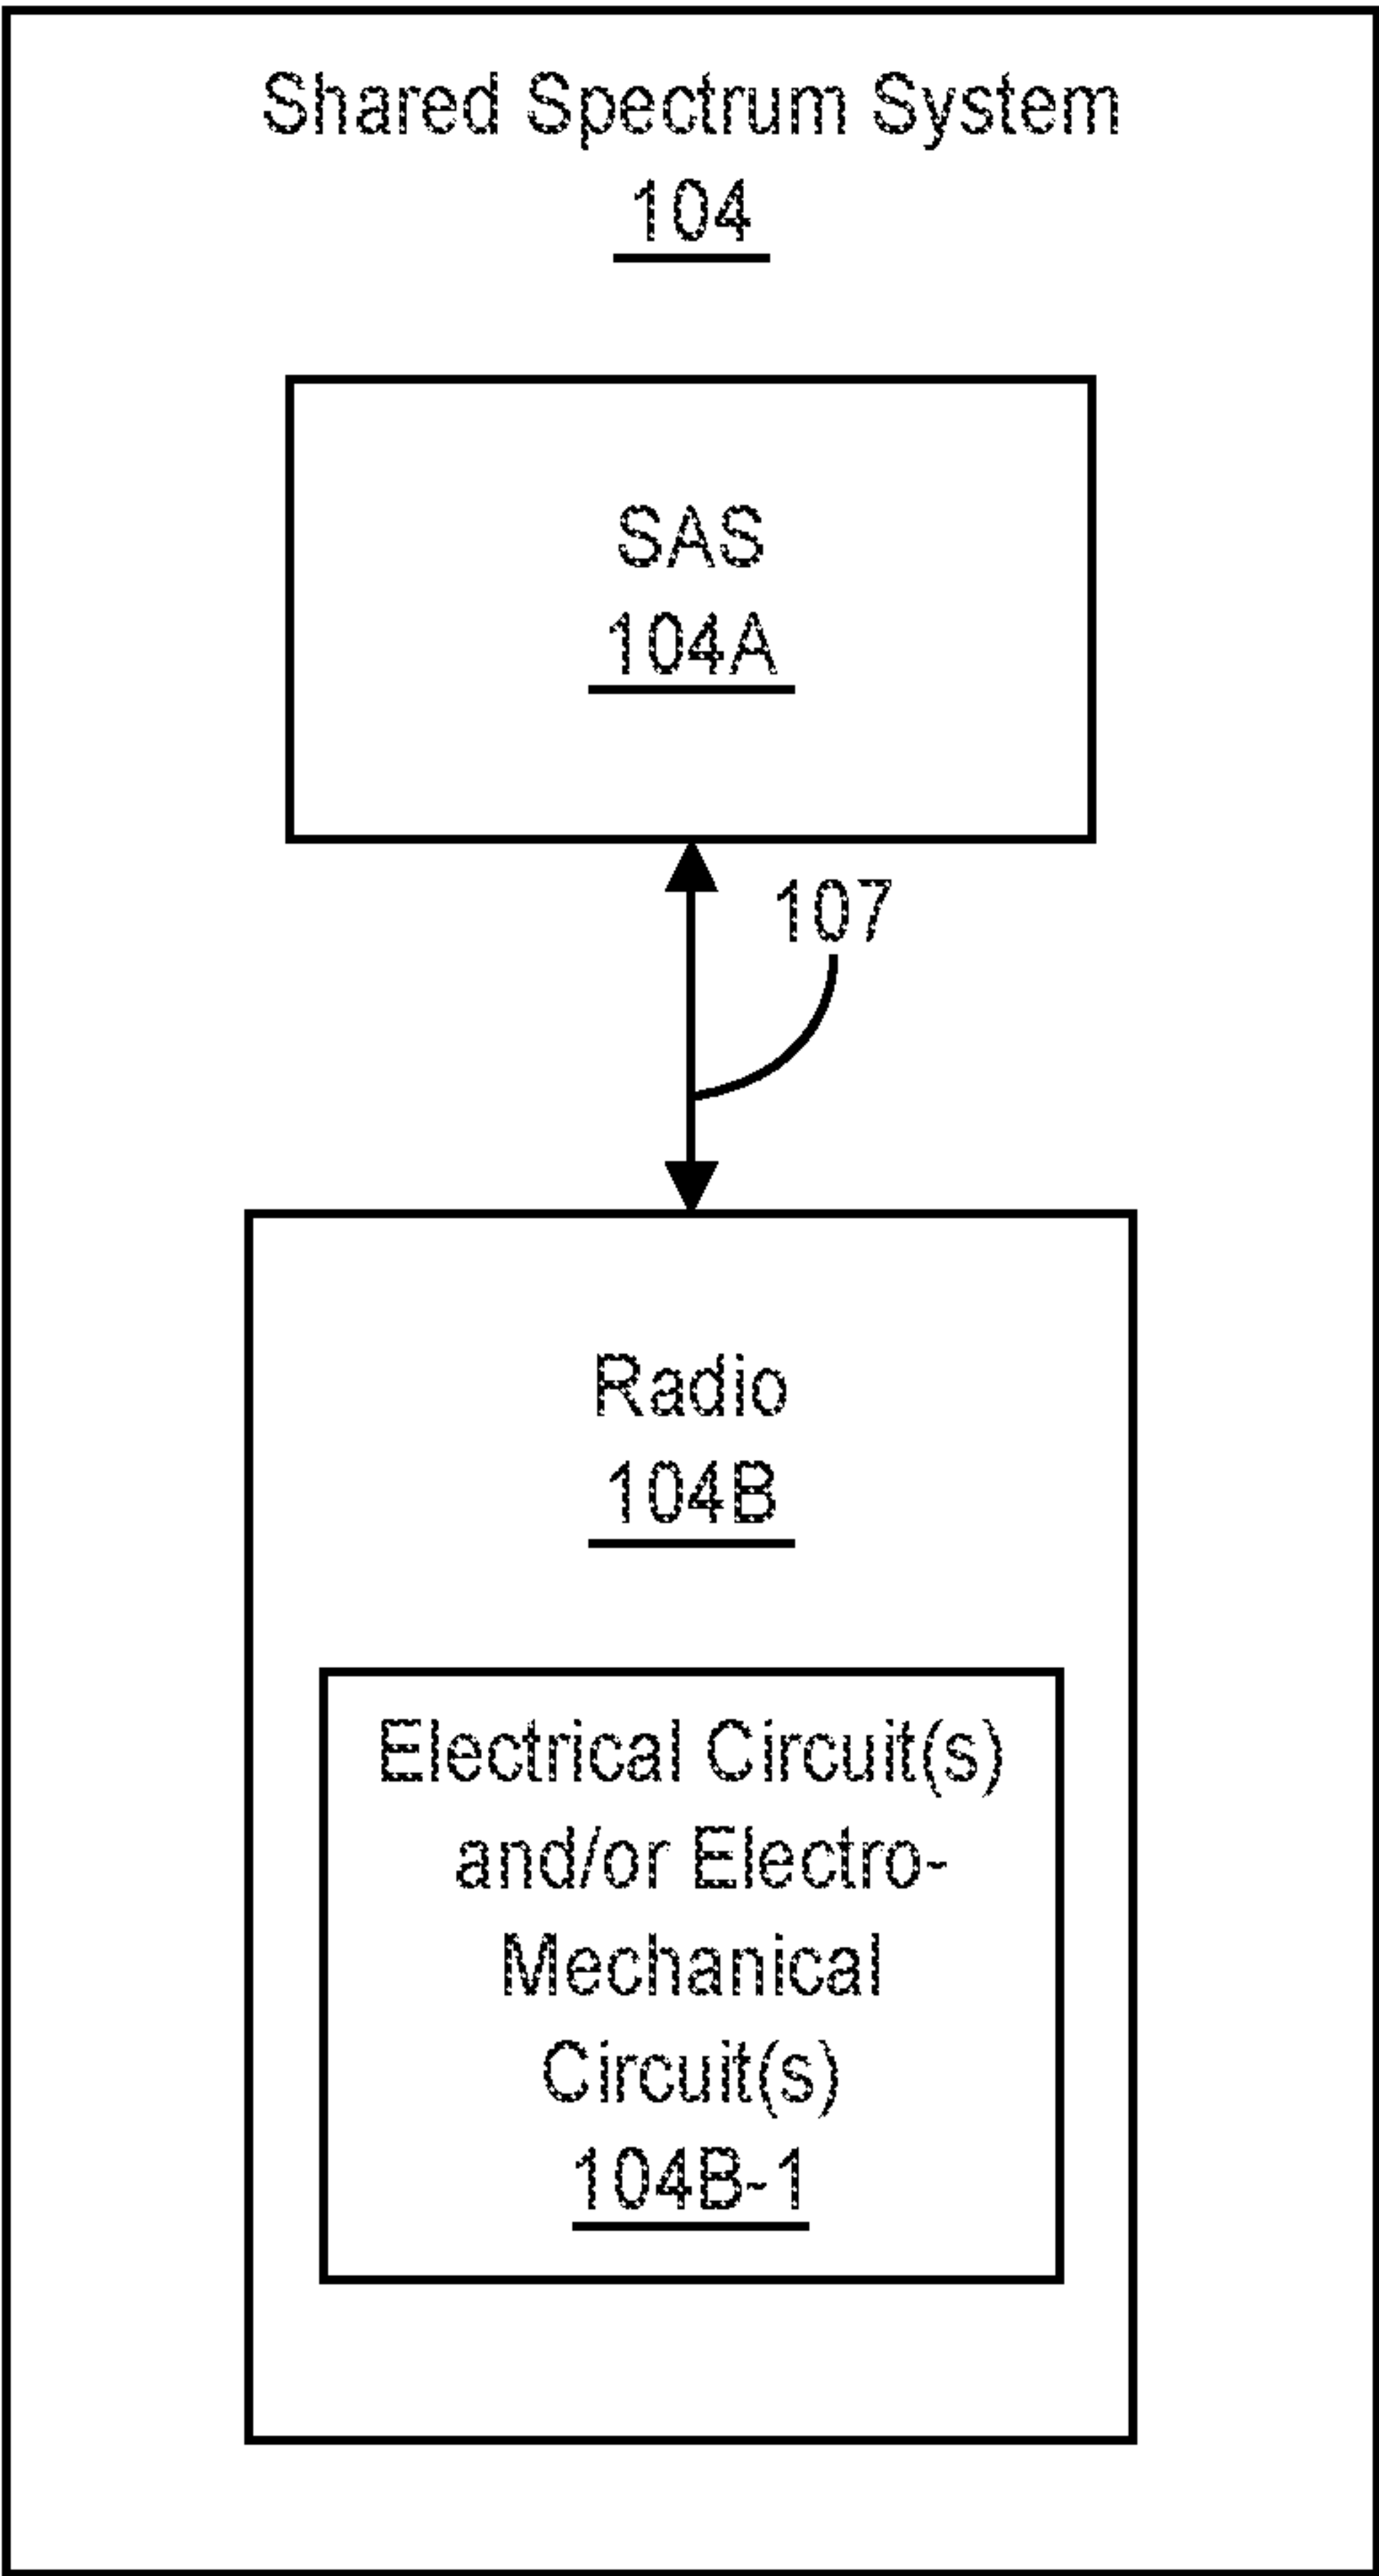 Shared Spectrum System
104
SAS
104A
107
Radio
104B
Electrical Circuit(s)
and/or Electro-
Mechanical
Circuit(s)
104B-1